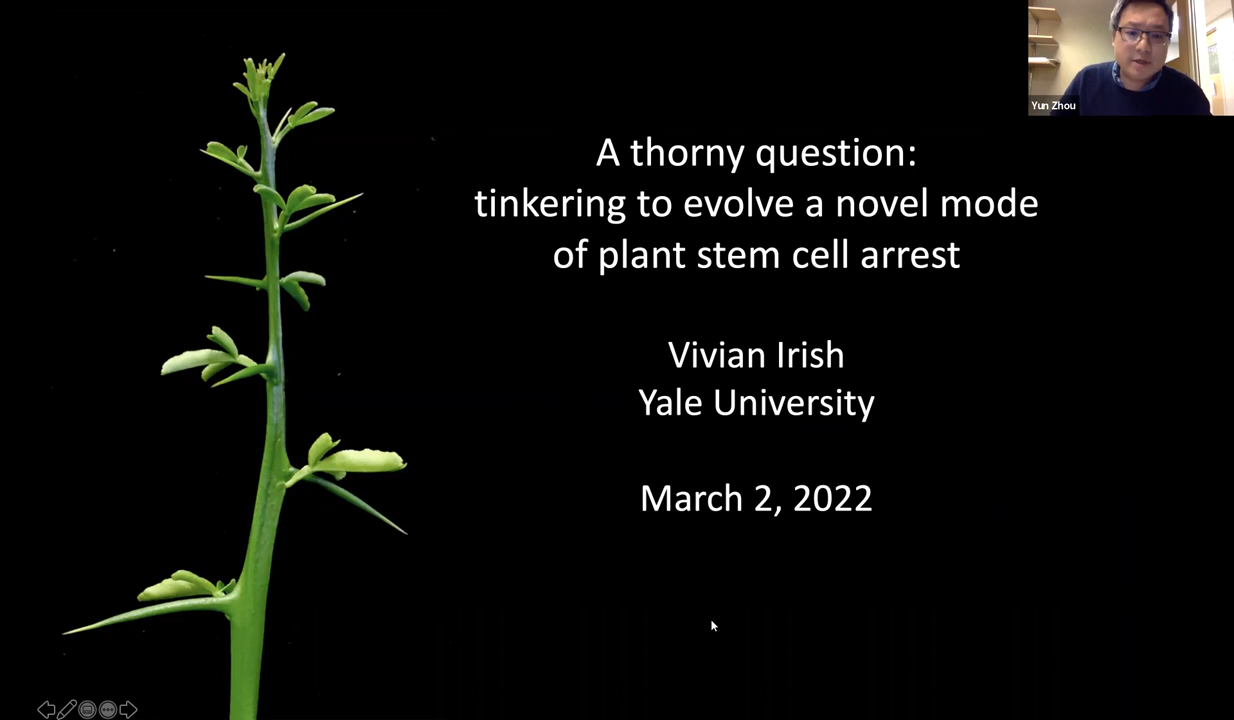 Yun Zhou
A thorny question:
tinkering to evolve a novel mode
of plant stem cell arrest
Vivian Irish
Yale University
March 2, 2022